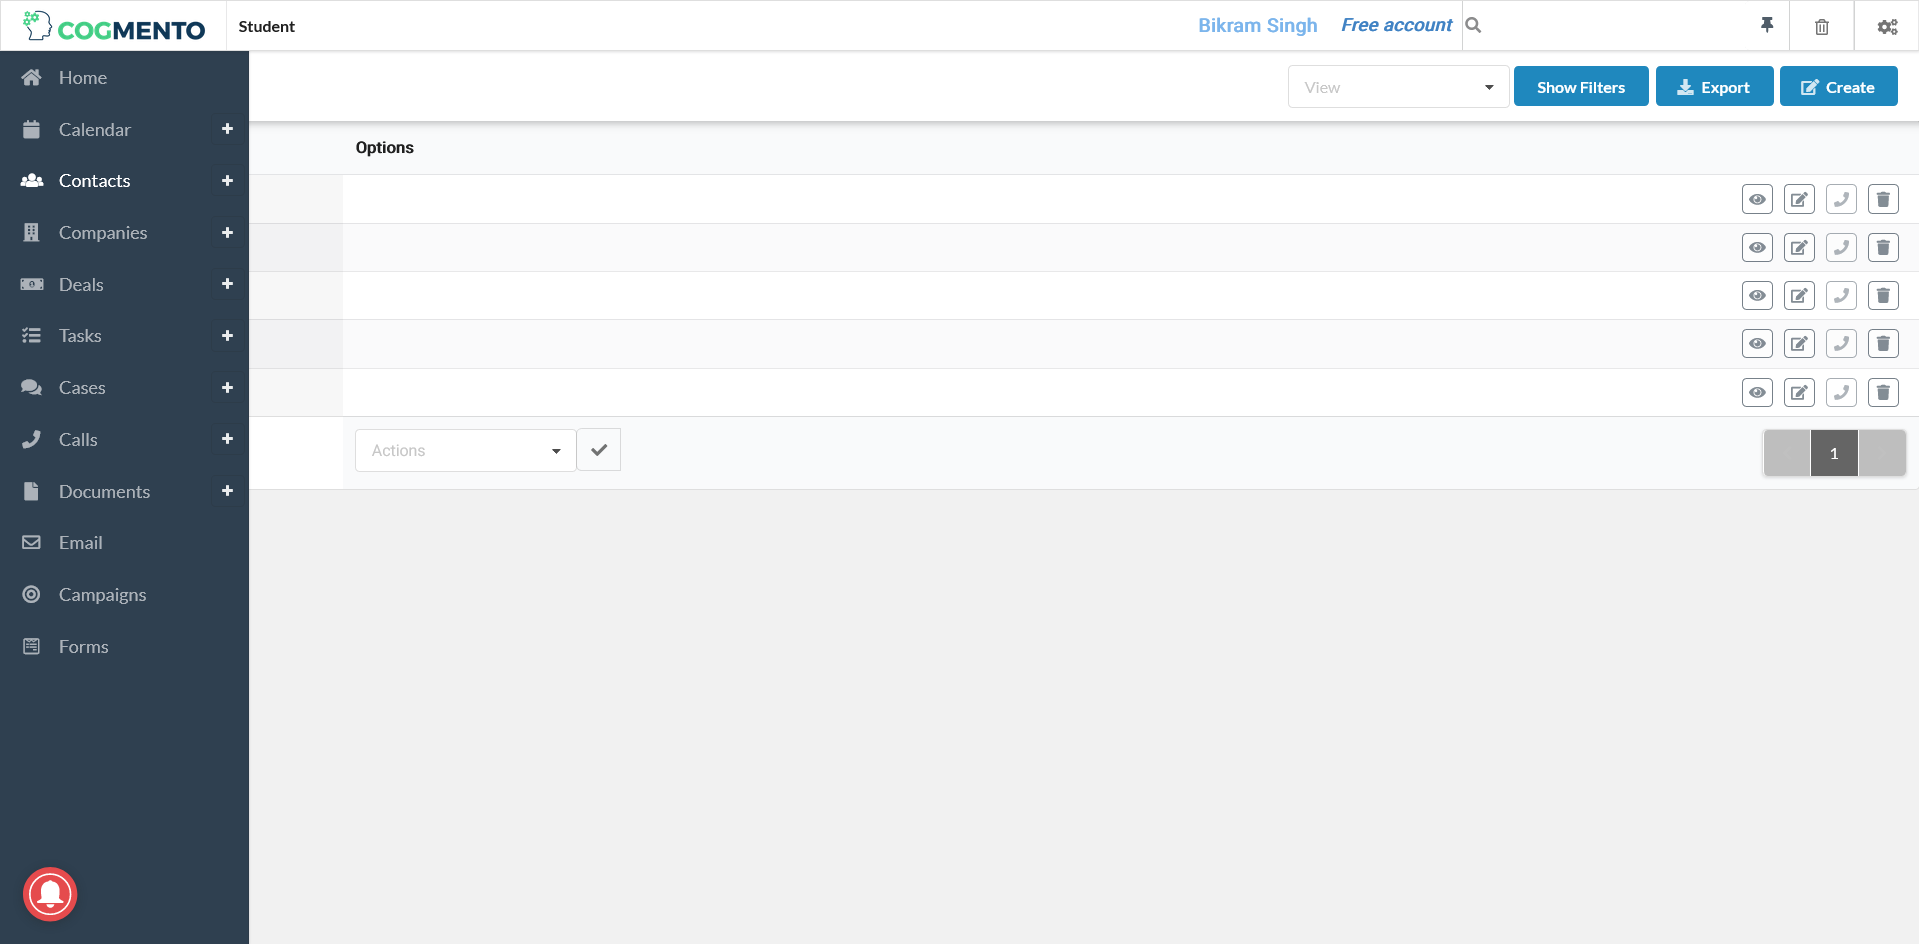 COGMENTO
Student
Bikram Singh
Free account
Home
Calendar
Contacts
Companies
Deals
Tasks
Cases
Calls
Documents
Email
Campaigns
Forms
View
Show Filters
Export
Create
Options
Actions
1